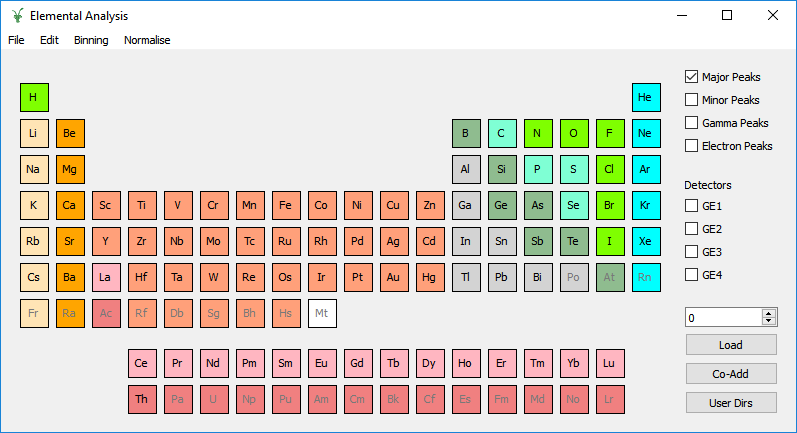 Elemental Analysis
File Edit Binning Normalise
H He Major Peaks
Minor Peaks
Li Be B C N O F Ne Gamma Peaks
Na Mg Al Si P S Cl Ar Electron Peaks
Detectors
K Ca Sc Ti V Cr Mn Fe Co Ni Cu Zn Ga Ge As Se Br Kr GE1
GE2
Rb Sr Y Zr Nb Mo Tc Ru Rh Pd Ag Cd In Sn Sb Te I Xe GE3
Cs Ba La Hf Ta W Re Os Ir Pt Au Hg Tl Pb Bi Po At Rn GE4
Fr Ra Ac Rf Db Sg Bh Hs Mt 0
Load
Ce Pr Nd Pm Sm Eu Gd Tb Dy Ho Er Tm Yb Lu
Co-Add
Th Pa U Np Pu Am Cm Bk Cf Es Fm Md No Lr User Dirs